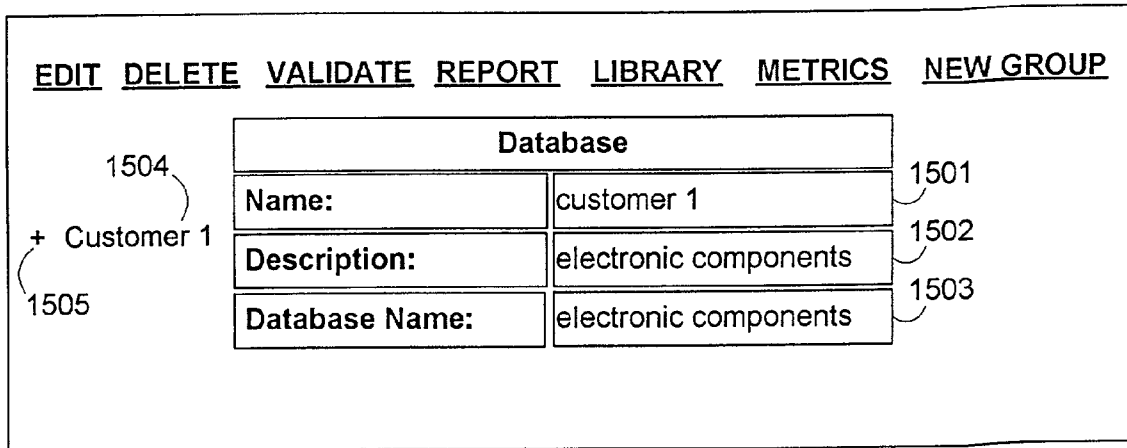 EDIT DELETE VALIDATE REPORT LIBRARY METRICS NEW GROUP
Database
1504
1501
Name: customer 1
+ Customer 1
1502
Description: electronic components
1505
1503
Database Name: electronic components